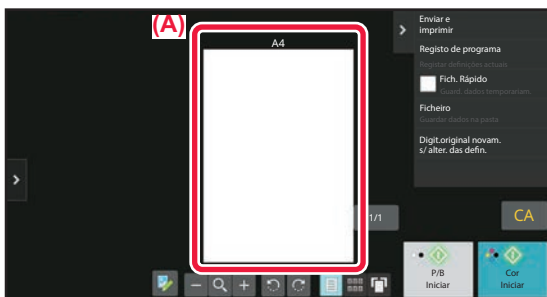 (A)
A4
Enviar e
imprimir
Registo de programa
Registar definições actuais
Fich. Rápido
Guard. dados temporariam.
Ficheiro
Guardar dados na pasta
Digit.original novam.
s/ alter. das defin.
1/1
CA
P/B
Iniciar
Cor
Iniciar